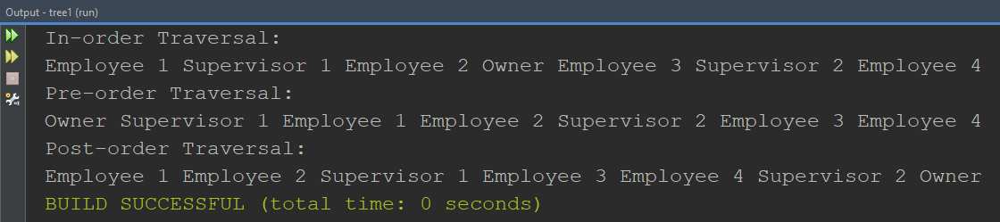 Output - tree1 (run)
In-order Traversal:
Employee 1 Supervisor 1 Employee 2 Owner Employee 3 Supervisor 2 Employee 4
Pre-order Traversal:
Owner Supervisor 1 Employee 1 Employee 2 Supervisor 2 Employee 3 Employee 4
Post-order Traversal:
Employee 1 Employee 2 Supervisor 1 Employee 3 Employee 4 Supervisor 2 Owner
BUILD SUCCESSFUL (total time: 0 seconds)